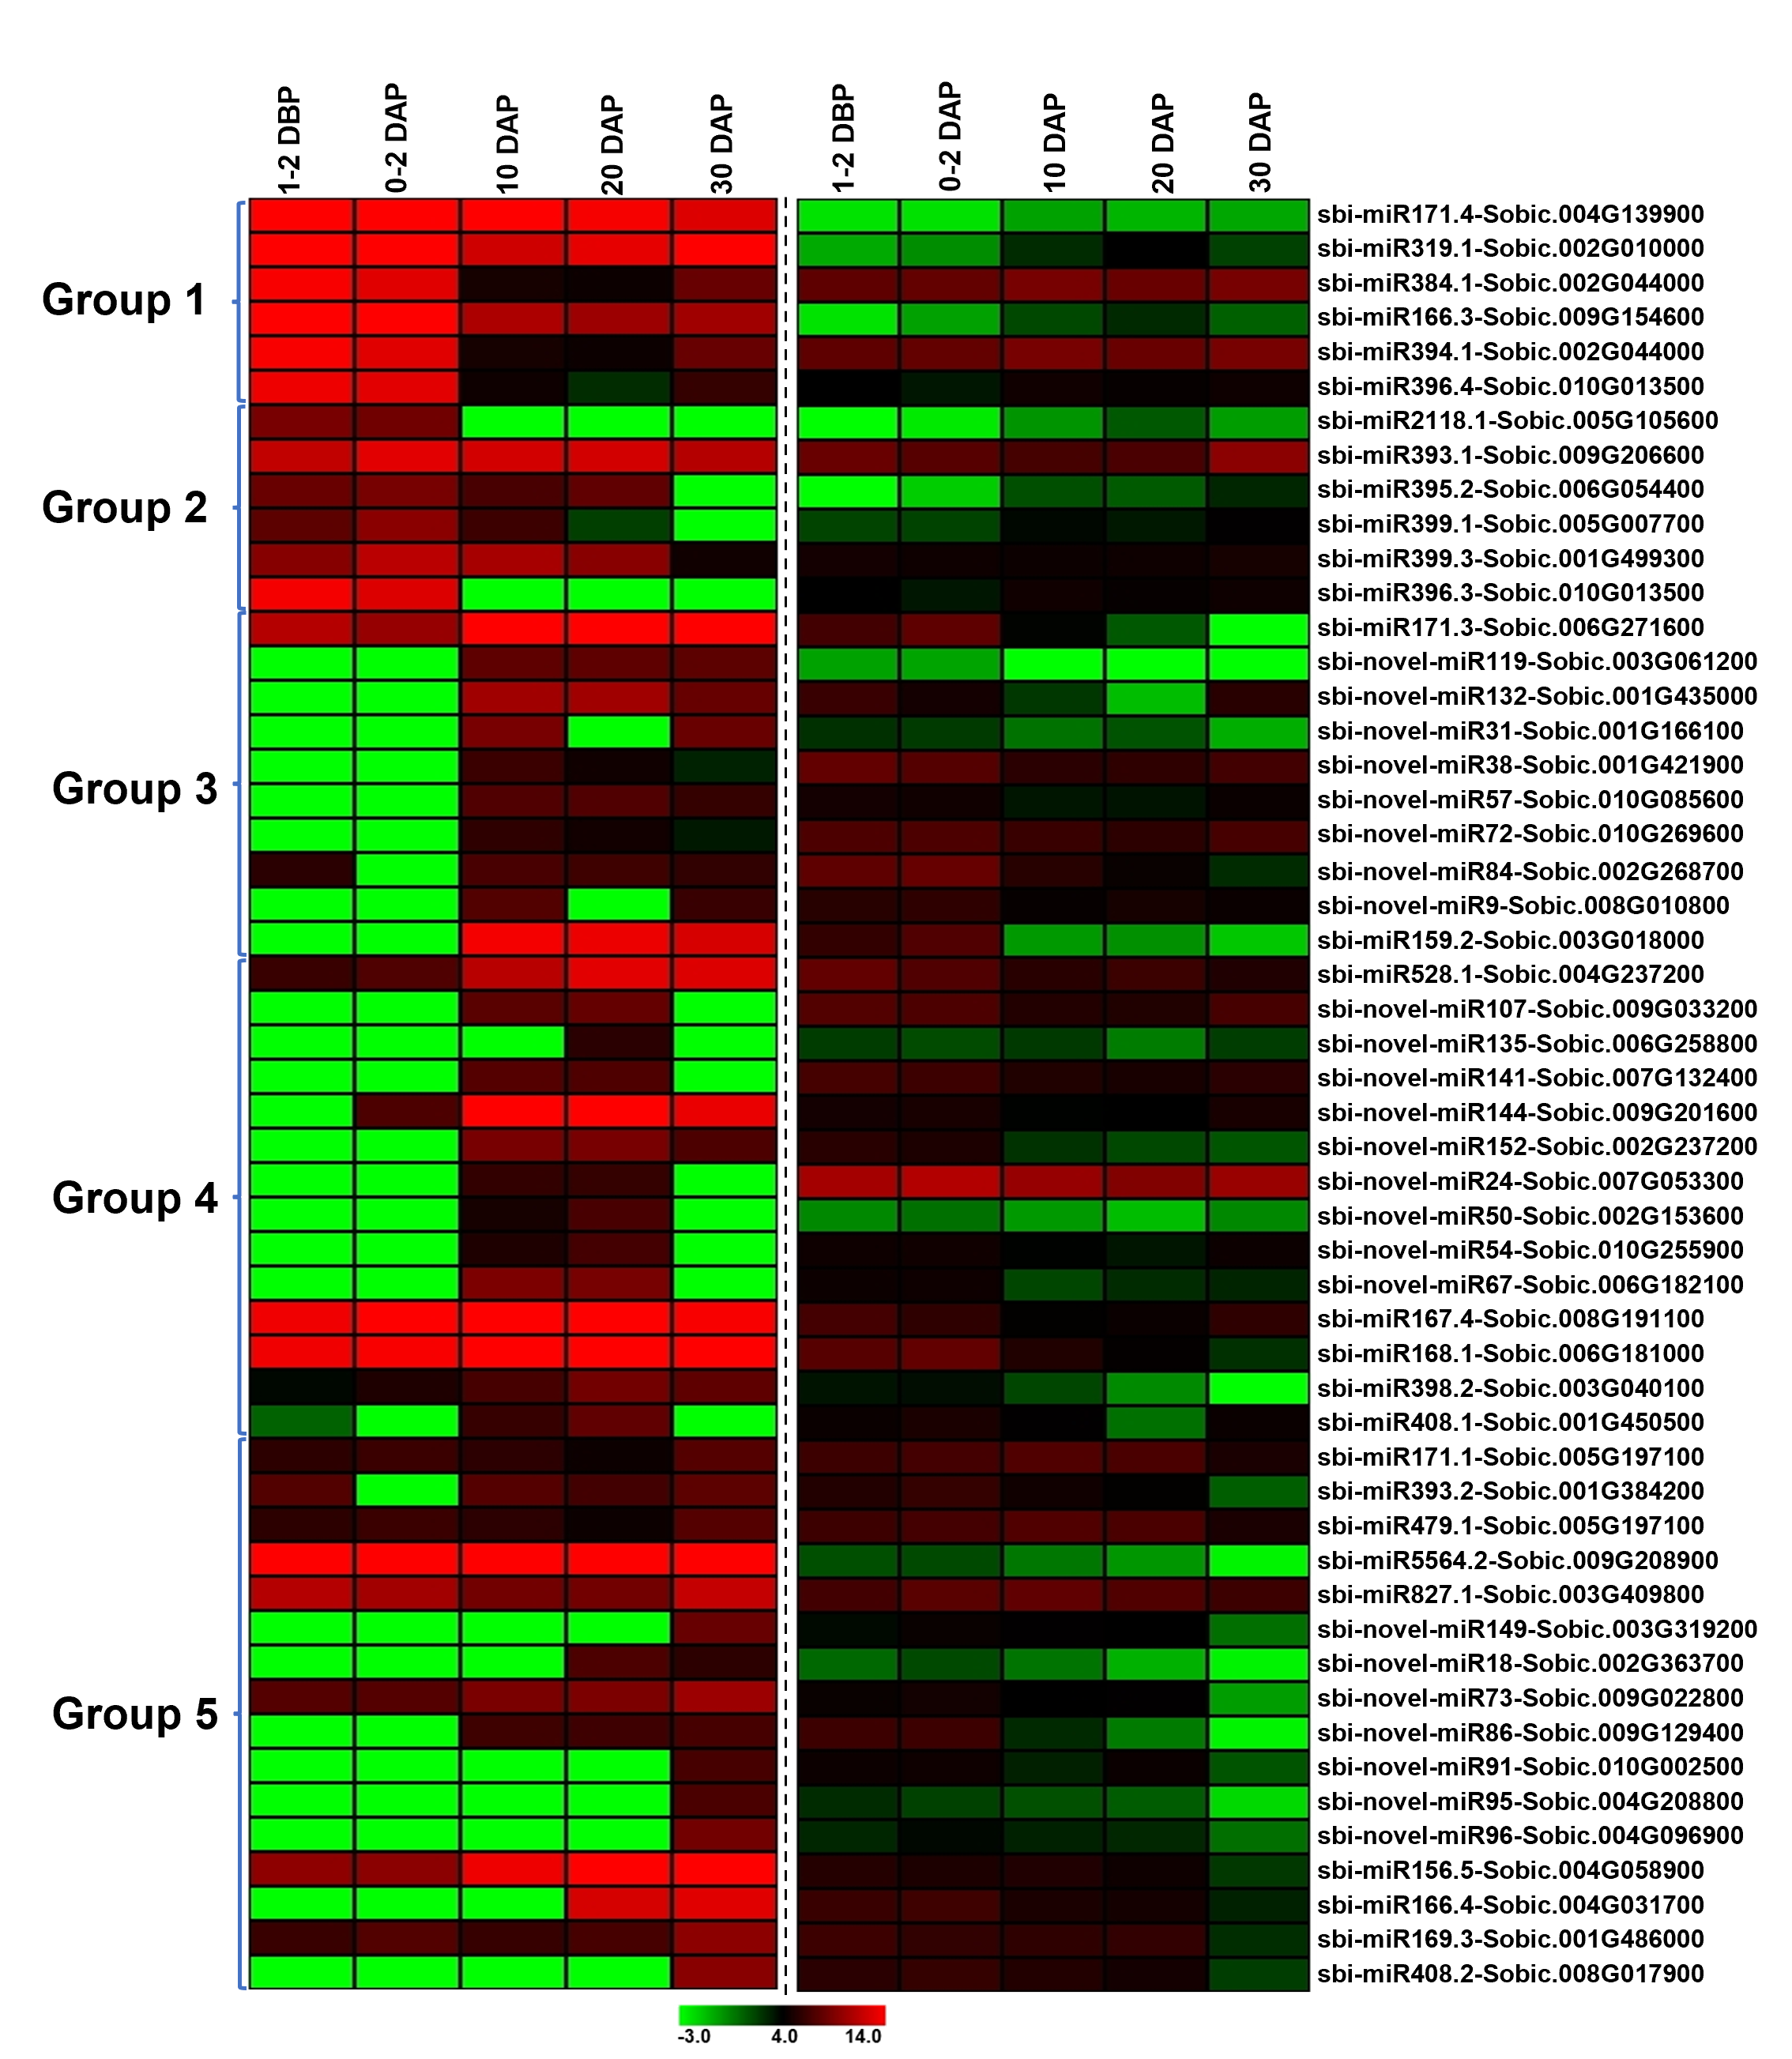 1-2 DBP
0-2 DAP
10 DAP
20 DAP
30 DAP
1-2 DBP
0-2 DAP
10 DAP
20 DAP
30 DAP
Group 1
Group 2
Group 3
Group 4
Group 5
sbi-miR171.4-Sobic.004G139900
sbi-miR319.1-Sobic.002G010000
sbi-miR384.1-Sobic.002G044000
sbi-miR166.3-Sobic.009G154600
sbi-miR394.1-Sobic.002G044000
sbi-miR396.4-Sobic.010G013500
sbi-miR2118.1-Sobic.005G105600
sbi-miR393.1-Sobic.009G206600
sbi-miR395.2-Sobic.006G054400
sbi-miR399.1-Sobic.005G007700
sbi-miR399.3-Sobic.001G499300
sbi-miR396.3-Sobic.010G013500
sbi-miR171.3-Sobic.006G271600
sbi-novel-miR119-Sobic.003G061200
sbi-novel-miR132-Sobic.001G435000
sbi-novel-miR31-Sobic.001G166100
sbi-novel-miR38-Sobic.001G421900
sbi-novel-miR57-Sobic.010G085600
sbi-novel-miR72-Sobic.010G269600
sbi-novel-miR84-Sobic.002G268700
sbi-novel-miR9-Sobic.008G010800
sbi-miR159.2-Sobic.003G018000
sbi-miR528.1-Sobic.004G237200
sbi-novel-miR107-Sobic.009G033200
sbi-novel-miR135-Sobic.006G258800
sbi-novel-miR141-Sobic.007G132400
sbi-novel-miR144-Sobic.009G201600
sbi-novel-miR152-Sobic.002G237200
sbi-novel-miR24-Sobic.007G053300
sbi-novel-miR50-Sobic.002G153600
sbi-novel-miR54-Sobic.010G255900
sbi-novel-miR67-Sobic.006G182100
sbi-miR167.4-Sobic.008G191100
sbi-miR168.1-Sobic.006G181000
sbi-miR398.2-Sobic.003G040100
sbi-miR408.1-Sobic.001G450500
sbi-miR171.1-Sobic.005G197100
sbi-miR393.2-Sobic.001G384200
sbi-miR479.1-Sobic.005G197100
sbi-miR5564.2-Sobic.009G208900
sbi-miR827.1-Sobic.003G409800
sbi-novel-miR149-Sobic.003G319200
sbi-novel-miR18-Sobic.002G363700
sbi-novel-miR73-Sobic.009G022800
sbi-novel-miR86-Sobic.009G129400
sbi-novel-miR91-Sobic.010G002500
sbi-novel-miR95-Sobic.004G208800
sbi-novel-miR96-Sobic.004G096900
sbi-miR156.5-Sobic.004G058900
sbi-miR166.4-Sobic.004G031700
sbi-miR169.3-Sobic.001G486000
sbi-miR408.2-Sobic.008G017900
-3.0 4.0 14.0